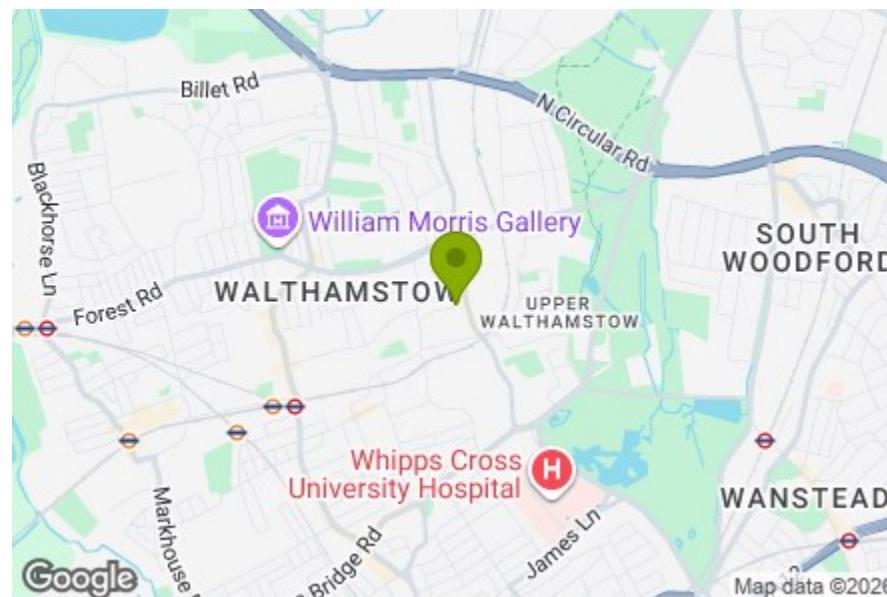 Billet Rd
N Circular Rd
Blackhorse Ln
William Morris Gallery
SOUTH
WOODFORD
Forest Rd
WALTHAMSTOW
UPPER
WALTHAMSTOW
Whipps Cross
University Hospital
H
WANSTEAD
Markhouse
Bridge Rd
James Ln
Google
Map data ©2026